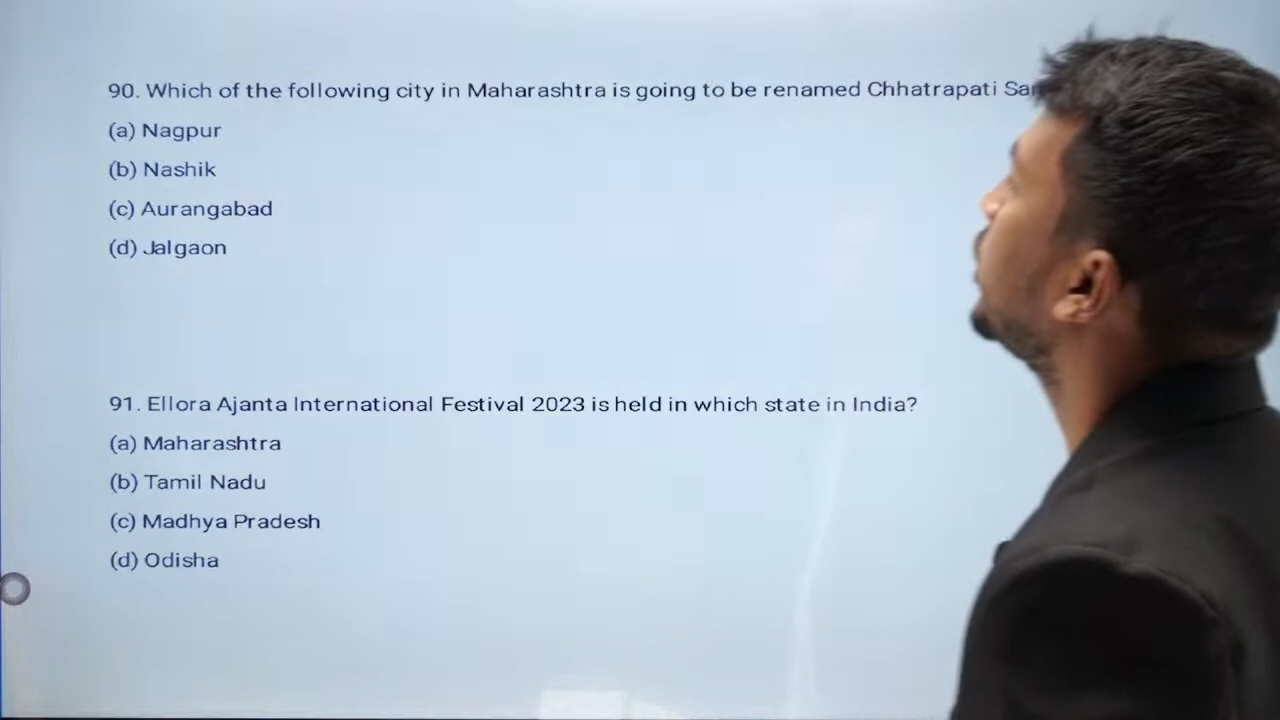 90. Which of the following city in Maharashtra is going to be renamed Chhatrapati
(a) Nagpur
(b) Nashik
(c) Aurangabad
(d) Jalgaon
91. Ellora Ajanta International Festival 2023 is held in which state in India?
(a) Maharashtra
(b) Tamil Nadu
(c) Madhya Pradesh
(d) Odisha